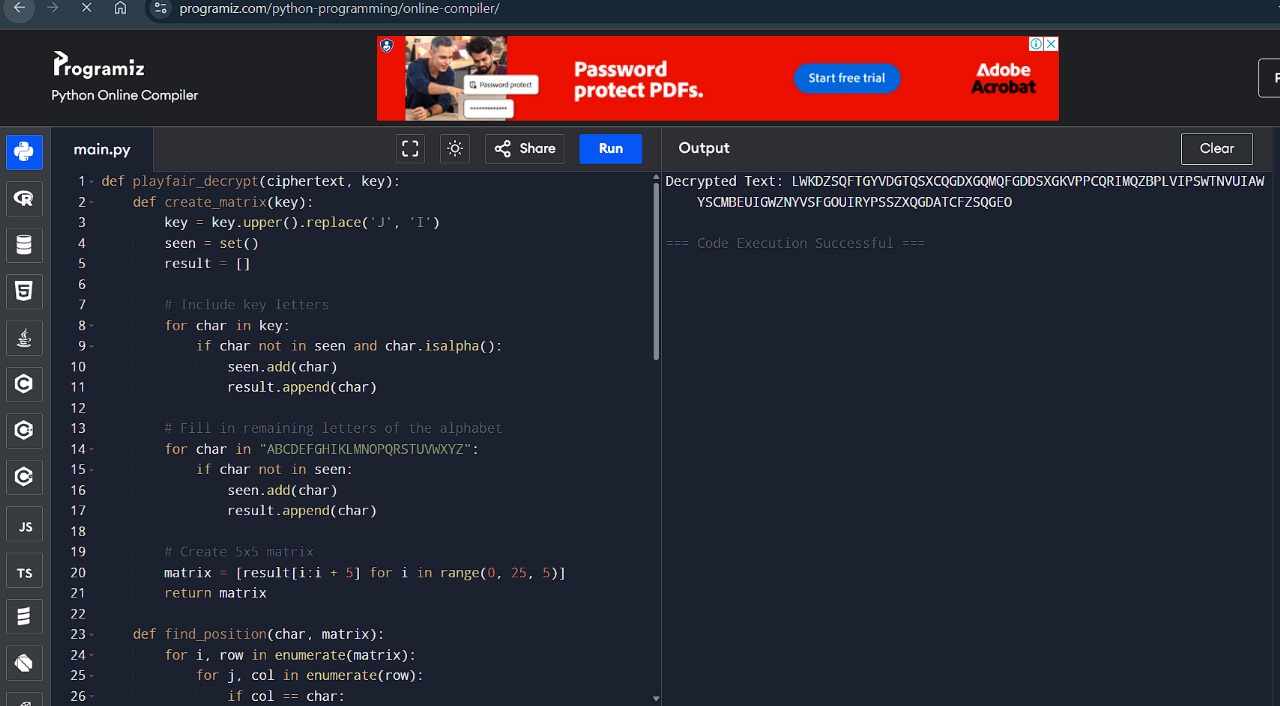 programiz.com/python-programming/online-compiler/
Programiz
Python Online Compiler
Password protect
Password
protect PDFs.
Start free trial
Adobe
Acrobat
main.py
Share
Run
Output
Clear
1 def playfair_decrypt(ciphertext, key):
2     def create_matrix(key):
3         key = key.upper().replace('J', 'I')
4         seen = set()
5         result = []
6
7         # Include key letters
8         for char in key:
9             if char not in seen and char.isalpha():
10                 seen.add(char)
11                 result.append(char)
12
13         # Fill in remaining letters of the alphabet
14         for char in "ABCDEFGHIKLMNOPQRSTUVWXYZ":
15             if char not in seen:
16                 seen.add(char)
17                 result.append(char)
18
19         # Create 5x5 matrix
20         matrix = [result[i:i + 5] for i in range(0, 25, 5)]
21         return matrix
22
23     def find_position(char, matrix):
24         for i, row in enumerate(matrix):
25             for j, col in enumerate(row):
26                 if col == char:
Decrypted Text: LWKDZSQFTGYVDGTQSXCQGDXGQMQFGDDSXGKVPPCQRIMQZBPLVIPSWTNVUIAW
YSCMBEUIGWZNYVSFGOUIRYPSSZXQGDATCFZSQGEO
=== Code Execution Successful ===
JS
TS